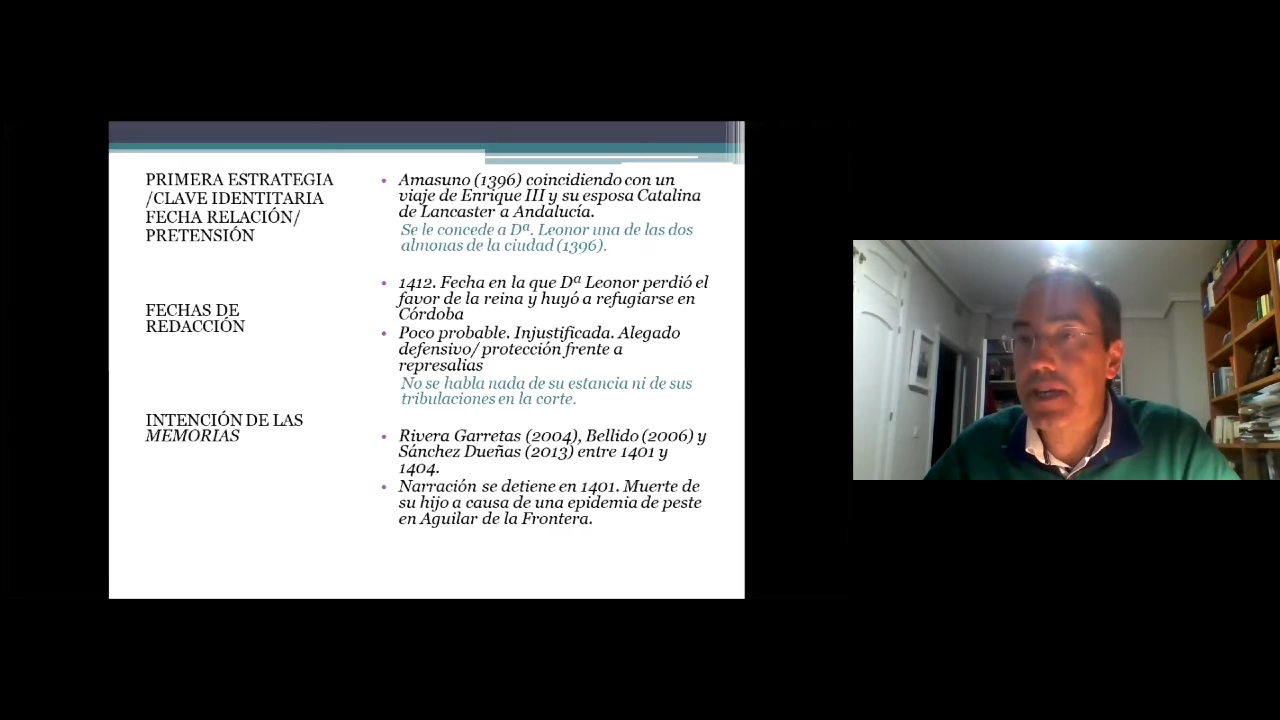 PRIMERA ESTRATEGIA
/CLAVE IDENTITARIA
FECHA RELACIÓN/
PRETENSIÓN
FECHAS DE
REDACCIÓN
INTENCIÓN DE LAS
MEMORIAS
• Amasuno (1396) coincidiendo con un
viaje de Enrique III y su esposa Catalina
de Lancaster a Andalucía.
Se le concede a Dª. Leonor una de las dos
almonas de la ciudad (1396).
• 1412. Fecha en la que Dª Leonor perdió el
favor de la reina y huyó a refugiarse en
Córdoba
• Poco probable. Injustificada. Alegado
defensivo/ protección frente a
represalias
No se habla nada de su estancia ni de sus
tribulaciones en la corte.
• Rivera Garretas (2004), Bellido (2006) y
Sánchez Dueñas (2013) entre 1401 y
1404.
• Narración se detiene en 1401. Muerte de
su hijo a causa de una epidemia de peste
en Aguilar de la Frontera.